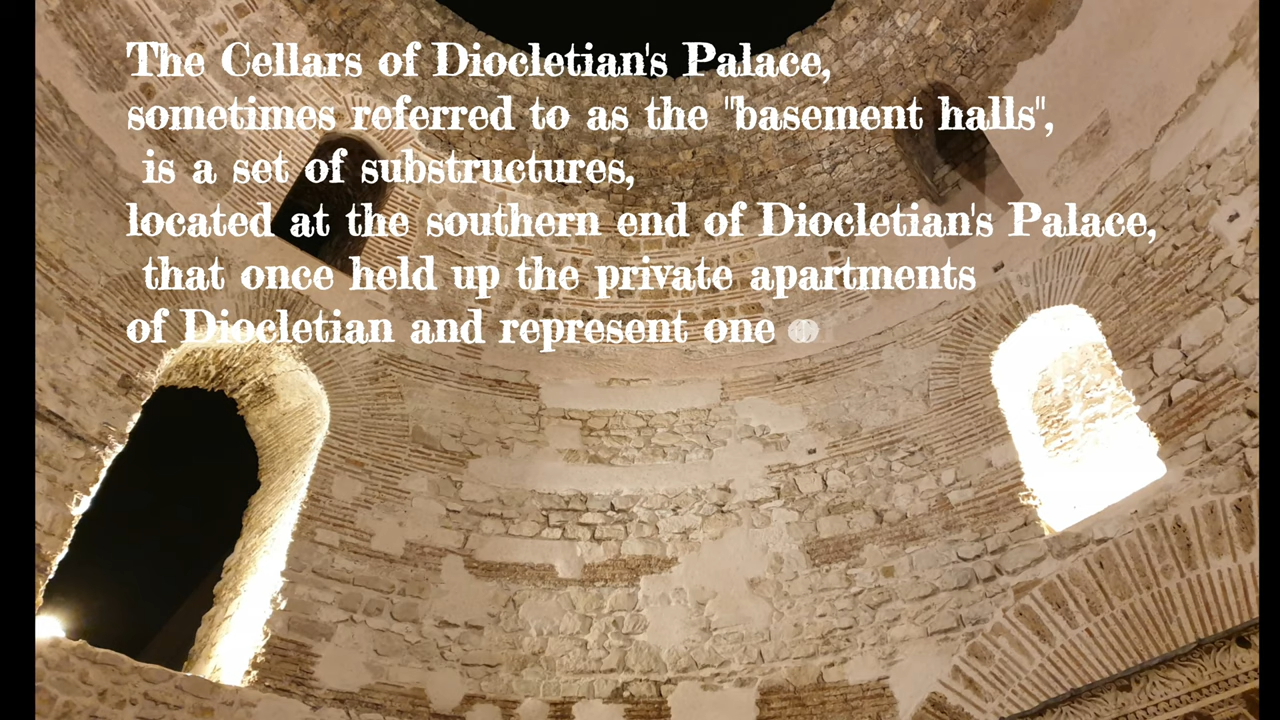 The Cellars of Diocletian's Palace,
sometimes referred to as the "basement halls",
is a set of substructures,
located at the southern end of Diocletian's Palace,
that once held up the private apartments
of Diocletian and represent one